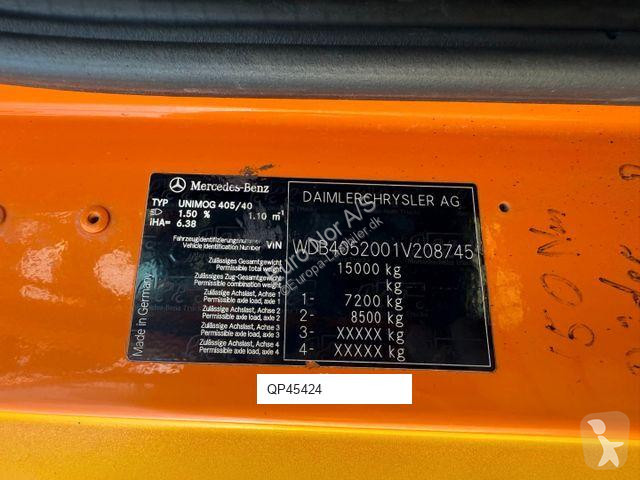 Mercedes-Benz
TYP UNIMOG 405/40
1.50 % 1.10 m⁻¹
iHA= 6.38
Fahrzeugidentifizierungsnummer
Vehicle Identification Number VIN
DAIMLERCHRYSLER AG
WDB4052001V208745
Zulässiges Gesamtgewicht
Permissible total weight 15000 kg
Zulässiges Zug-Gesamtgewicht
Permissible combination weight kg
Zulässige Achslast, Achse 1
Permissible axle load, axle 1 1- 7200 kg
Zulässige Achslast, Achse 2
Permissible axle load, axle 2 2- 8500 kg
Zulässige Achslast, Achse 3
Permissible axle load, axle 3 3- XXXXX kg
Zulässige Achslast, Achse 4
Permissible axle load, axle 4 4- XXXXX kg
Made in Germany
QP45424
50 Nm